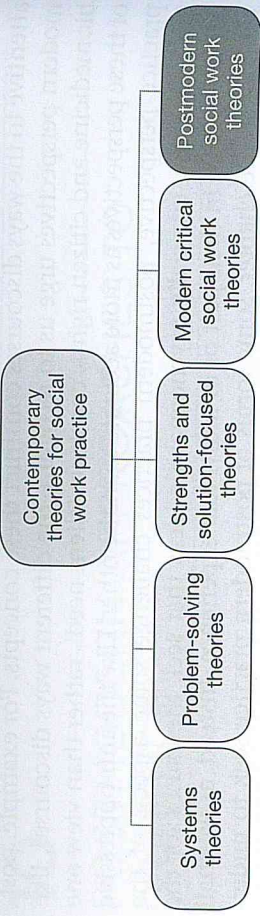 Contemporary
theories for social
work practice
Systems
theories
Problem-solving
theories
Strengths and
solution-focused
theories
Modern critical
social work
theories
Postmodern
social work
theories